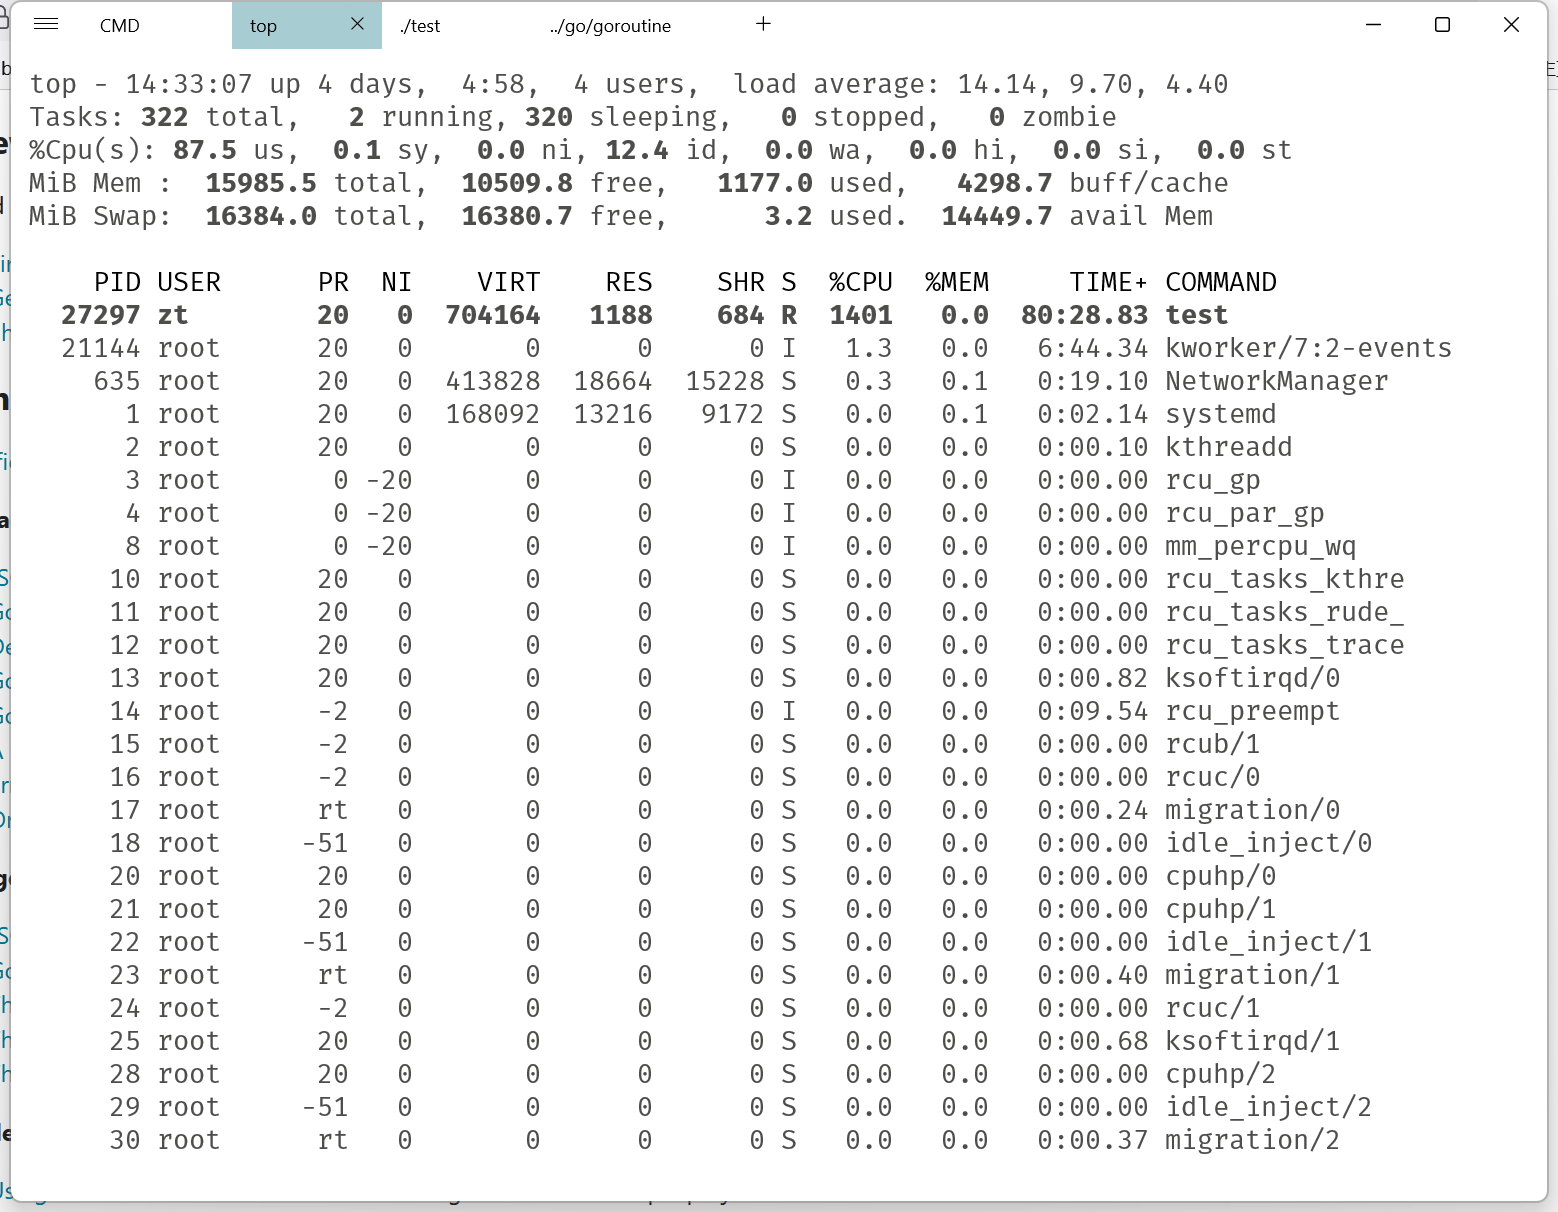 CMD top ./test ../go/goroutine
top - 14:33:07 up 4 days,  4:58,  4 users,  load average: 14.14, 9.70, 4.40
Tasks: 322 total,   2 running, 320 sleeping,   0 stopped,   0 zombie
%Cpu(s): 87.5 us,  0.1 sy,  0.0 ni, 12.4 id,  0.0 wa,  0.0 hi,  0.0 si,  0.0 st
MiB Mem :  15985.5 total,  10509.8 free,   1177.0 used,   4298.7 buff/cache
MiB Swap:  16384.0 total,  16380.7 free,      3.2 used.  14449.7 avail Mem
PID USER      PR  NI    VIRT    RES    SHR S  %CPU  %MEM     TIME+ COMMAND
27297 zt        20   0  704164   1188    684 R  1401   0.0  80:28.83 test
21144 root      20   0       0      0      0 I   1.3   0.0   6:44.34 kworker/7:2-events
635 root      20   0  413828  18664  15228 S   0.3   0.1   0:19.10 NetworkManager
1 root      20   0  168092  13216   9172 S   0.0   0.1   0:02.14 systemd
2 root      20   0       0      0      0 S   0.0   0.0   0:00.10 kthreadd
3 root       0 -20       0      0      0 I   0.0   0.0   0:00.00 rcu_gp
4 root       0 -20       0      0      0 I   0.0   0.0   0:00.00 rcu_par_gp
8 root       0 -20       0      0      0 I   0.0   0.0   0:00.00 mm_percpu_wq
10 root      20   0       0      0      0 S   0.0   0.0   0:00.00 rcu_tasks_kthre
11 root      20   0       0      0      0 S   0.0   0.0   0:00.00 rcu_tasks_rude_
12 root      20   0       0      0      0 S   0.0   0.0   0:00.00 rcu_tasks_trace
13 root      20   0       0      0      0 S   0.0   0.0   0:00.82 ksoftirqd/0
14 root      -2   0       0      0      0 I   0.0   0.0   0:09.54 rcu_preempt
15 root      -2   0       0      0      0 S   0.0   0.0   0:00.00 rcub/1
16 root      -2   0       0      0      0 S   0.0   0.0   0:00.00 rcuc/0
17 root      rt   0       0      0      0 S   0.0   0.0   0:00.24 migration/0
18 root     -51   0       0      0      0 S   0.0   0.0   0:00.00 idle_inject/0
20 root      20   0       0      0      0 S   0.0   0.0   0:00.00 cpuhp/0
21 root      20   0       0      0      0 S   0.0   0.0   0:00.00 cpuhp/1
22 root     -51   0       0      0      0 S   0.0   0.0   0:00.00 idle_inject/1
23 root      rt   0       0      0      0 S   0.0   0.0   0:00.40 migration/1
24 root      -2   0       0      0      0 S   0.0   0.0   0:00.00 rcuc/1
25 root      20   0       0      0      0 S   0.0   0.0   0:00.68 ksoftirqd/1
28 root      20   0       0      0      0 S   0.0   0.0   0:00.00 cpuhp/2
29 root     -51   0       0      0      0 S   0.0   0.0   0:00.00 idle_inject/2
30 root      rt   0       0      0      0 S   0.0   0.0   0:00.37 migration/2